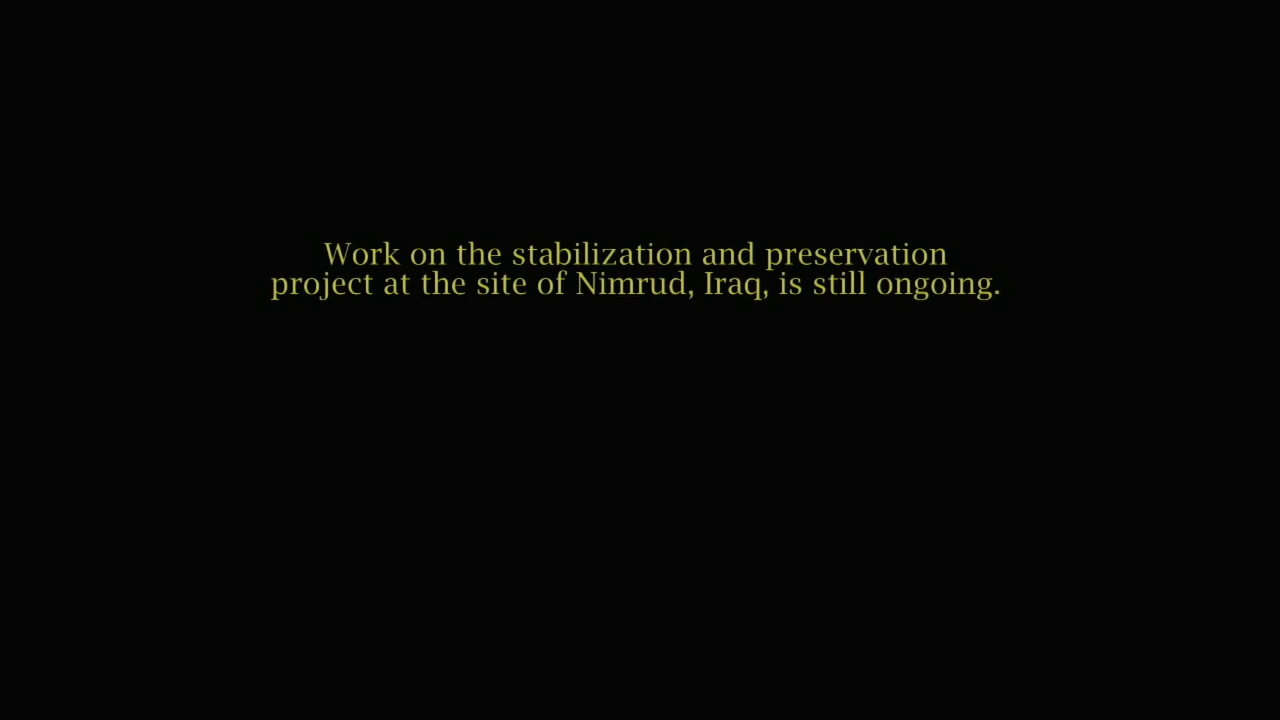 Work on the stabilization and preservation
project at the site of Nimrud, Iraq, is still ongoing.